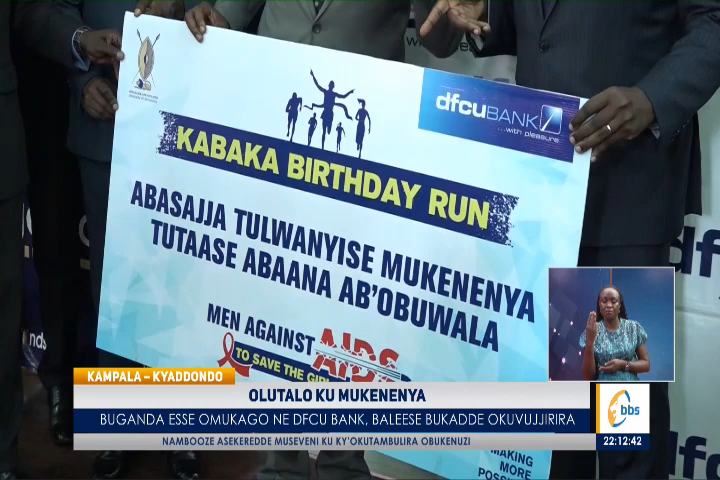 dfcu BANK
...with pleasure
KABAKA BIRTHDAY RUN
ABASAJJA TULWANYISE MUKENENYA
TUTAASE ABAANA AB'OBUWALA
MEN AGAINST AIDS
TO SAVE THE
MAKING
MORE
dfcu
nds
KAMPALA – KYADDONDO
OLUTALO KU MUKENENYA
BUGANDA ESSE OMUKAGO NE DFCU BANK, BALEESE BUKADDE OKUVUJJIRIRA
NAMBOOZE ASEKEREDDE MUSEVENI KU KY'OKUTAMBULIRA OBUKENUZI
bbs
22:12:42